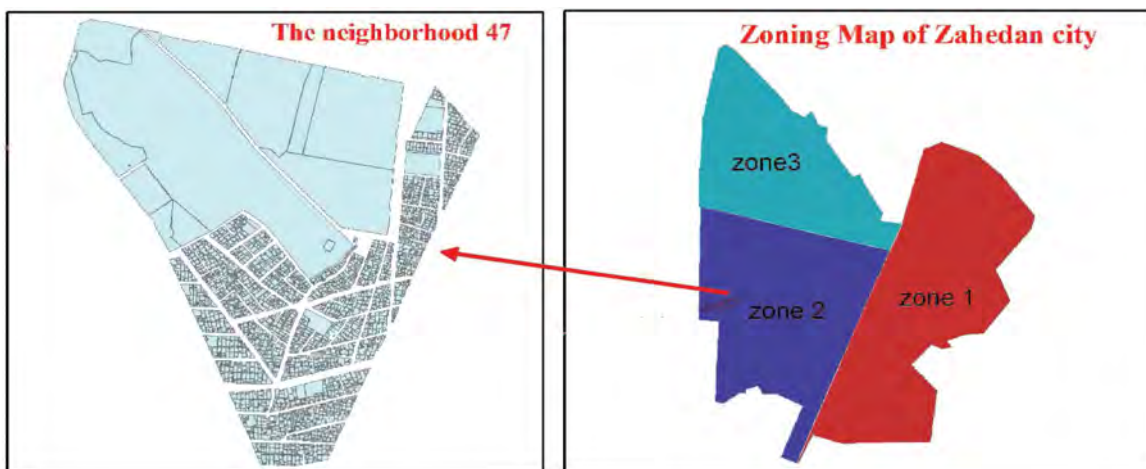 The neighborhood 47
Zoning Map of Zahedan city
zone3
zone 2
zone 1